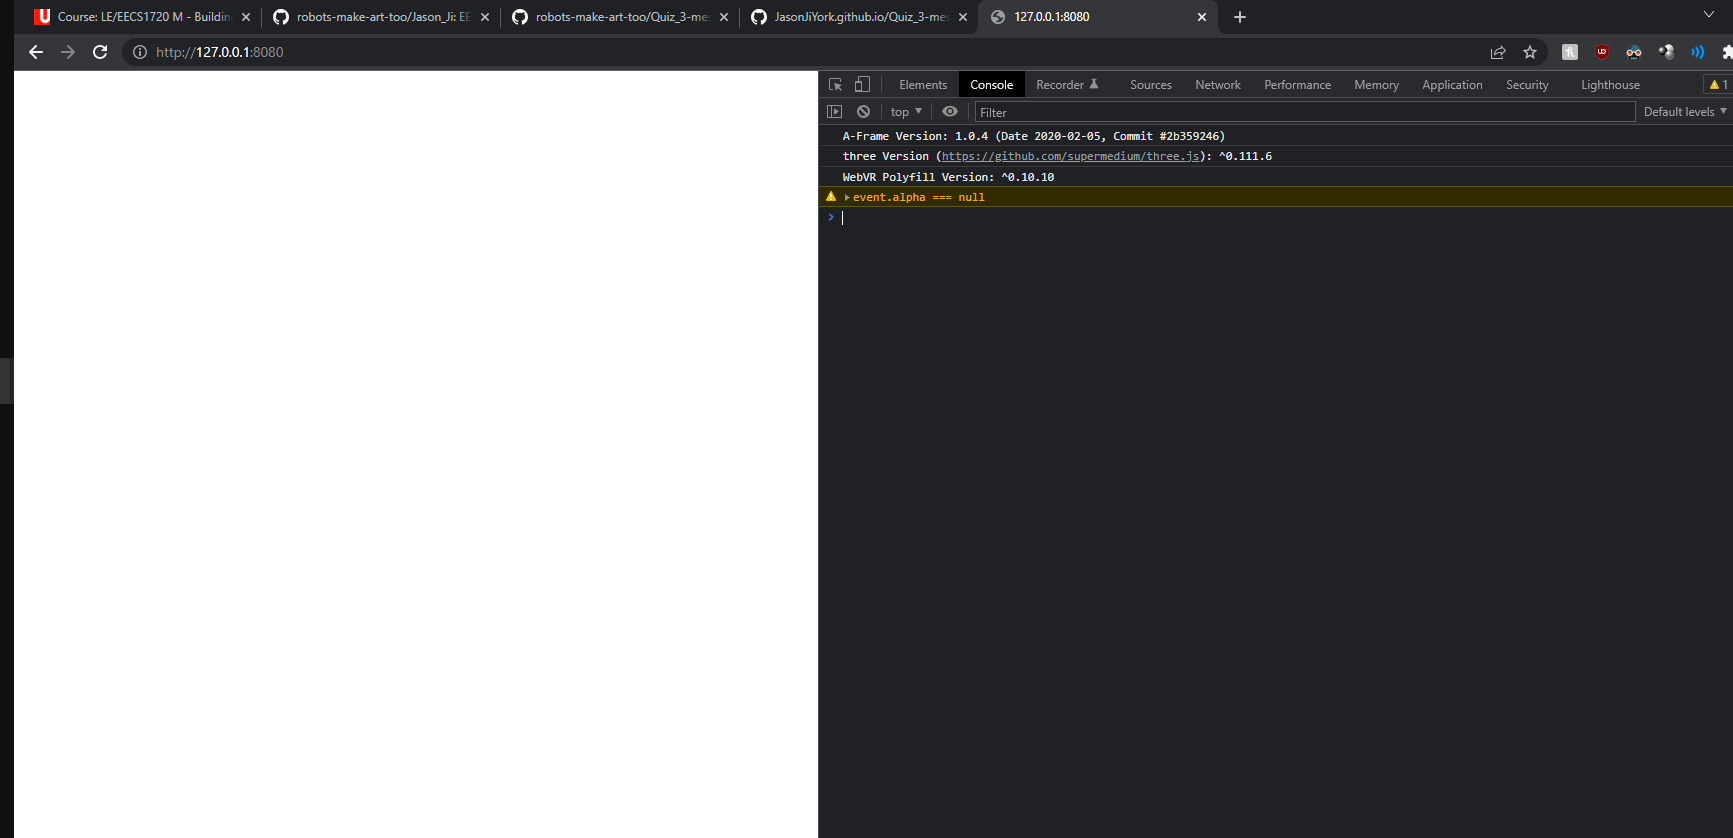 Course: LE/EECS1720 M - Building
robots-make-art-too/Jason_Ji: EE
robots-make-art-too/Quiz_3-mes
JasonJiYork.github.io/Quiz_3-mes
127.0.0.1:8080
http://127.0.0.1:8080
Elements Console Recorder Sources Network Performance Memory Application Security Lighthouse 1
top Filter Default levels
A-Frame Version: 1.0.4 (Date 2020-02-05, Commit #2b359246)
three Version (https://github.com/supermedium/three.js): ^0.111.6
WebVR Polyfill Version: ^0.10.10
event.alpha === null